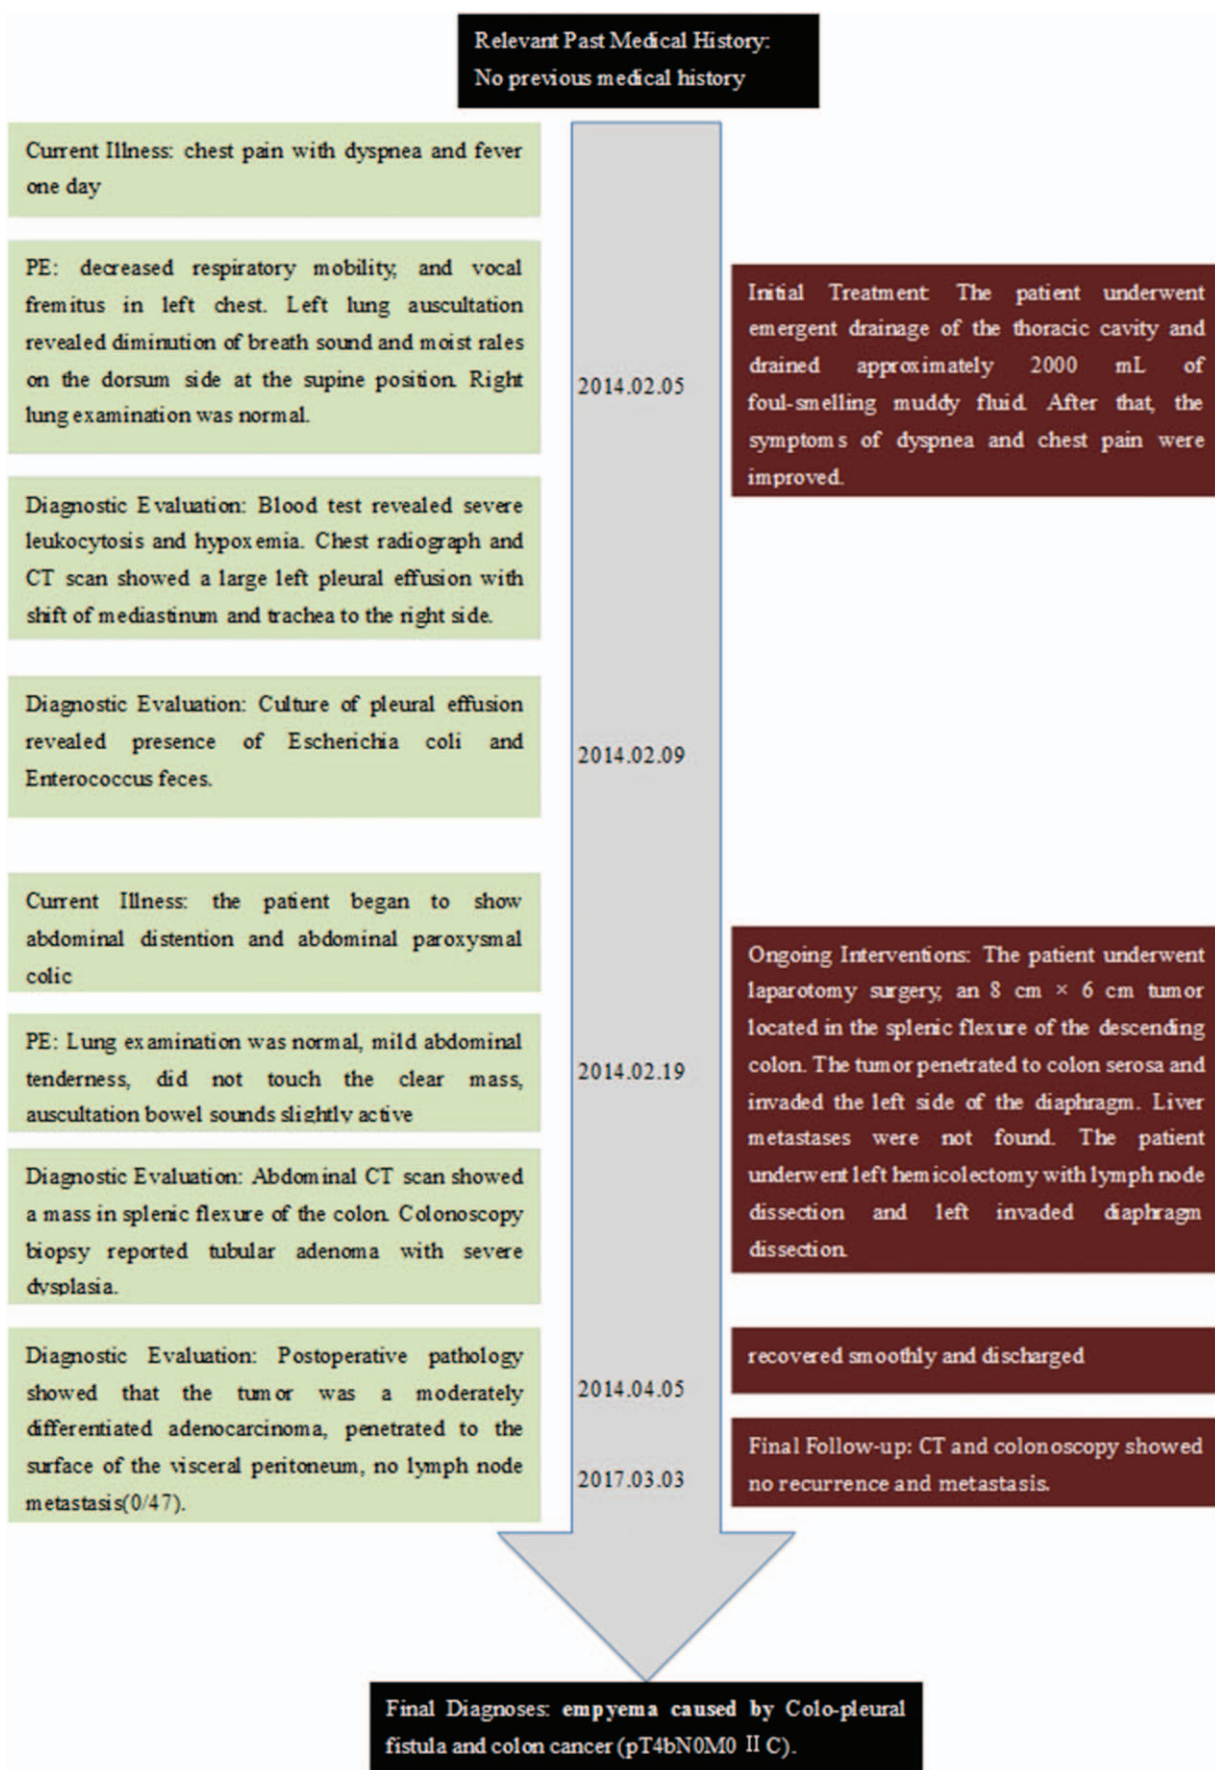 Relevant Past Medical History:
No previous medical history
Current Illness: chest pain with dyspnea and fever
one day
PE: decreased respiratory mobility, and vocal
fremitus in left chest. Left lung auscultation
revealed diminution of breath sound and moist rales
on the dorsum side at the supine position. Right
lung examination was normal.
Diagnostic Evaluation: Blood test revealed severe
leukocytosis and hypoxemia. Chest radiograph and
CT scan showed a large left pleural effusion with
shift of mediastinum and trachea to the right side.
2014.02.05
Initial Treatment: The patient underwent
emergent drainage of the thoracic cavity and
drained approximately 2000 mL of
foul-smelling muddy fluid. After that, the
symptoms of dyspnea and chest pain were
improved.
Diagnostic Evaluation: Culture of pleural effusion
revealed presence of Escherichia coli and
Enterococcus feces.
2014.02.09
Current Illness: the patient began to show
abdominal distention and abdominal paroxysmal
colic
PE: Lung examination was normal, mild abdominal
tenderness, did not touch the clear mass,
auscultation bowel sounds slightly active
Diagnostic Evaluation: Abdominal CT scan showed
a mass in splenic flexure of the colon. Colonoscopy
biopsy reported tubular adenoma with severe
dysplasia.
2014.02.19
Ongoing Interventions: The patient underwent
laparotomy surgery, an 8 cm × 6 cm tumor
located in the splenic flexure of the descending
colon. The tumor penetrated to colon serosa and
invaded the left side of the diaphragm. Liver
metastases were not found. The patient
underwent left hemicolectomy with lymph node
dissection and left invaded diaphragm
dissection.
Diagnostic Evaluation: Postoperative pathology
showed that the tumor was a moderately
differentiated adenocarcinoma, penetrated to the
surface of the visceral peritoneum, no lymph node
metastasis(0/47).
2014.04.05
recovered smoothly and discharged
2017.03.03
Final Follow-up: CT and colonoscopy showed
no recurrence and metastasis.
Final Diagnoses: empyema caused by Colo-pleural
fistula and colon cancer (pT4bN0M0 II C).